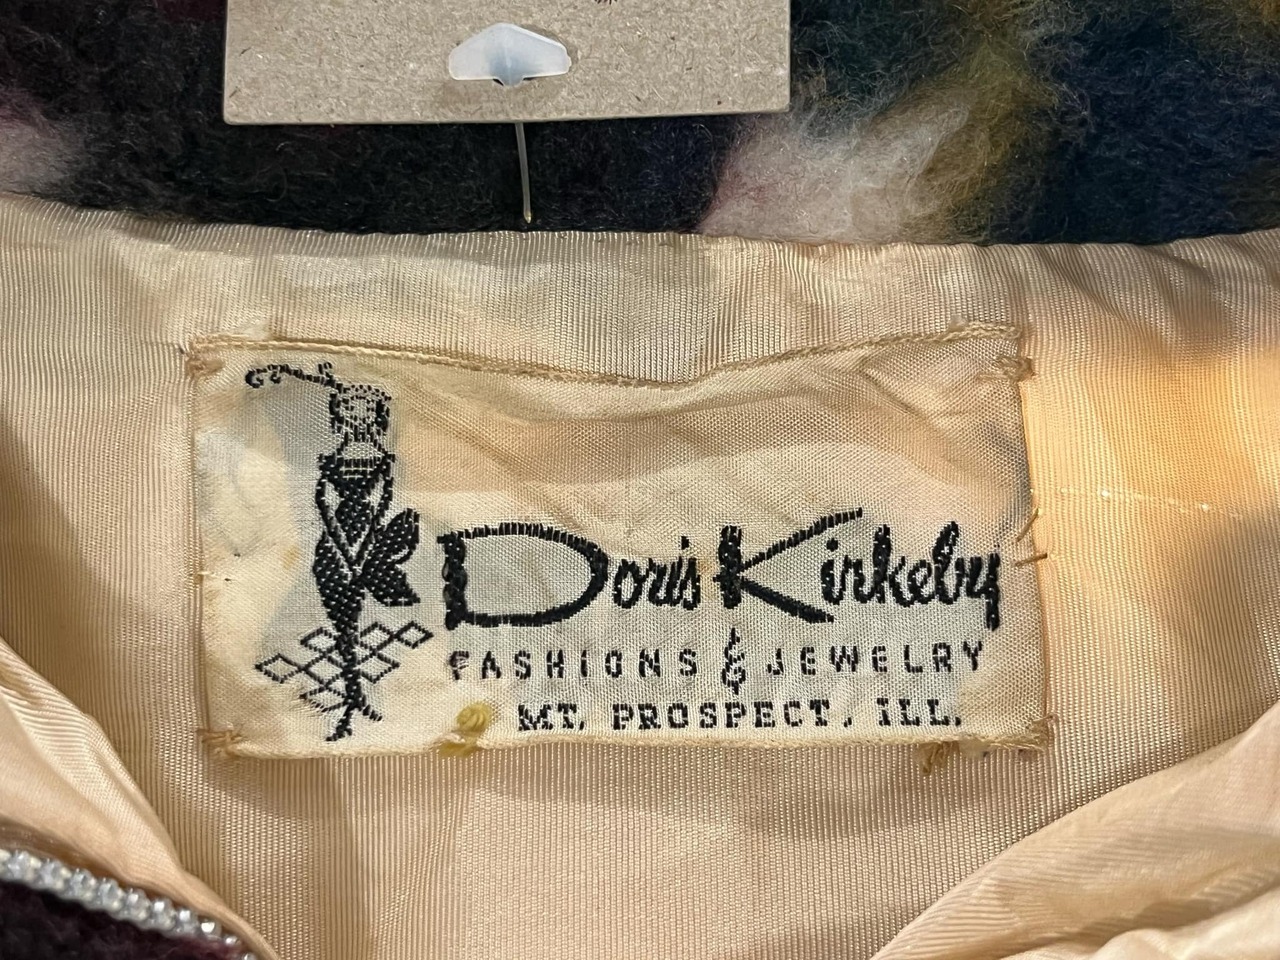 Doris Kirkeby
FASHIONS & JEWELRY
MT. PROSPECT, ILL.